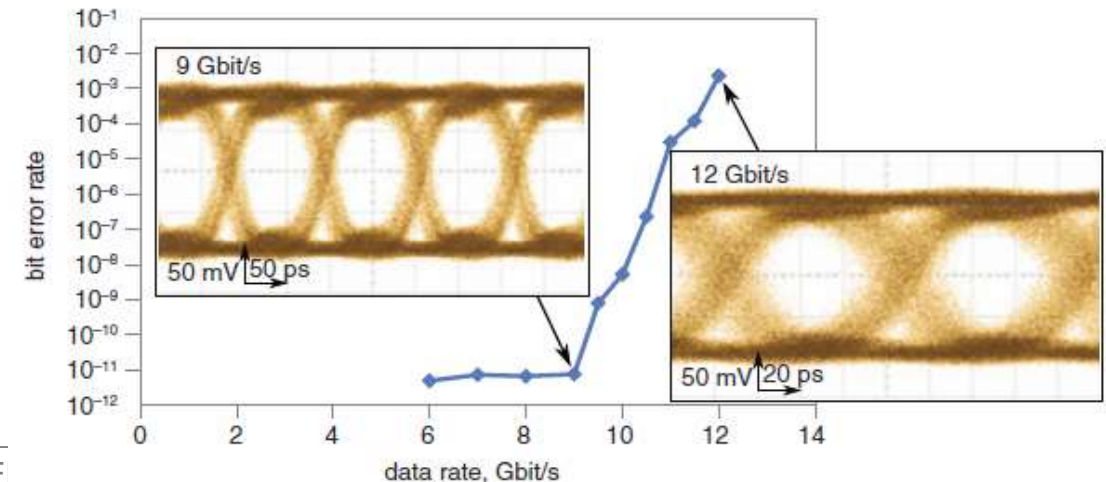 10⁻¹
10⁻²
10⁻³
10⁻⁴
10⁻⁵
10⁻⁶
10⁻⁷
10⁻⁸
10⁻⁹
10⁻¹⁰
10⁻¹¹
10⁻¹²
bit error rate
9 Gbit/s
50 mV 50 ps
12 Gbit/s
50 mV 20 ps
0 2 4 6 8 10 12 14
data rate, Gbit/s